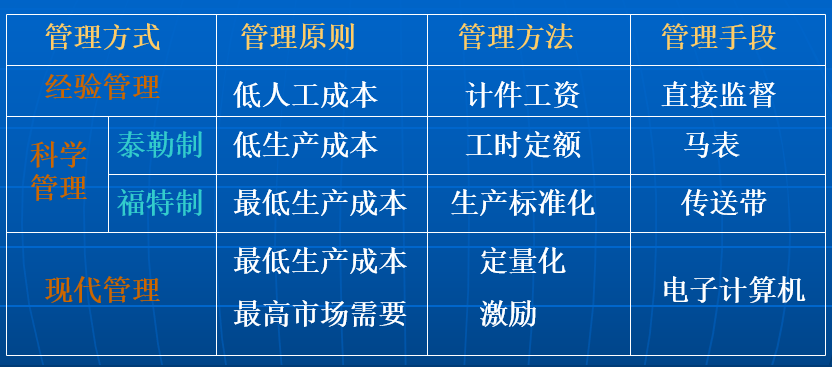 管理方式 管理原则 管理方法 管理手段
经验管理 低人工成本 计件工资 直接监督
科学
管理
泰勒制 低生产成本 工时定额 马表
福特制 最低生产成本 生产标准化 传送带
现代管理
最低生产成本
最高市场需要
定量化
激励
电子计算机